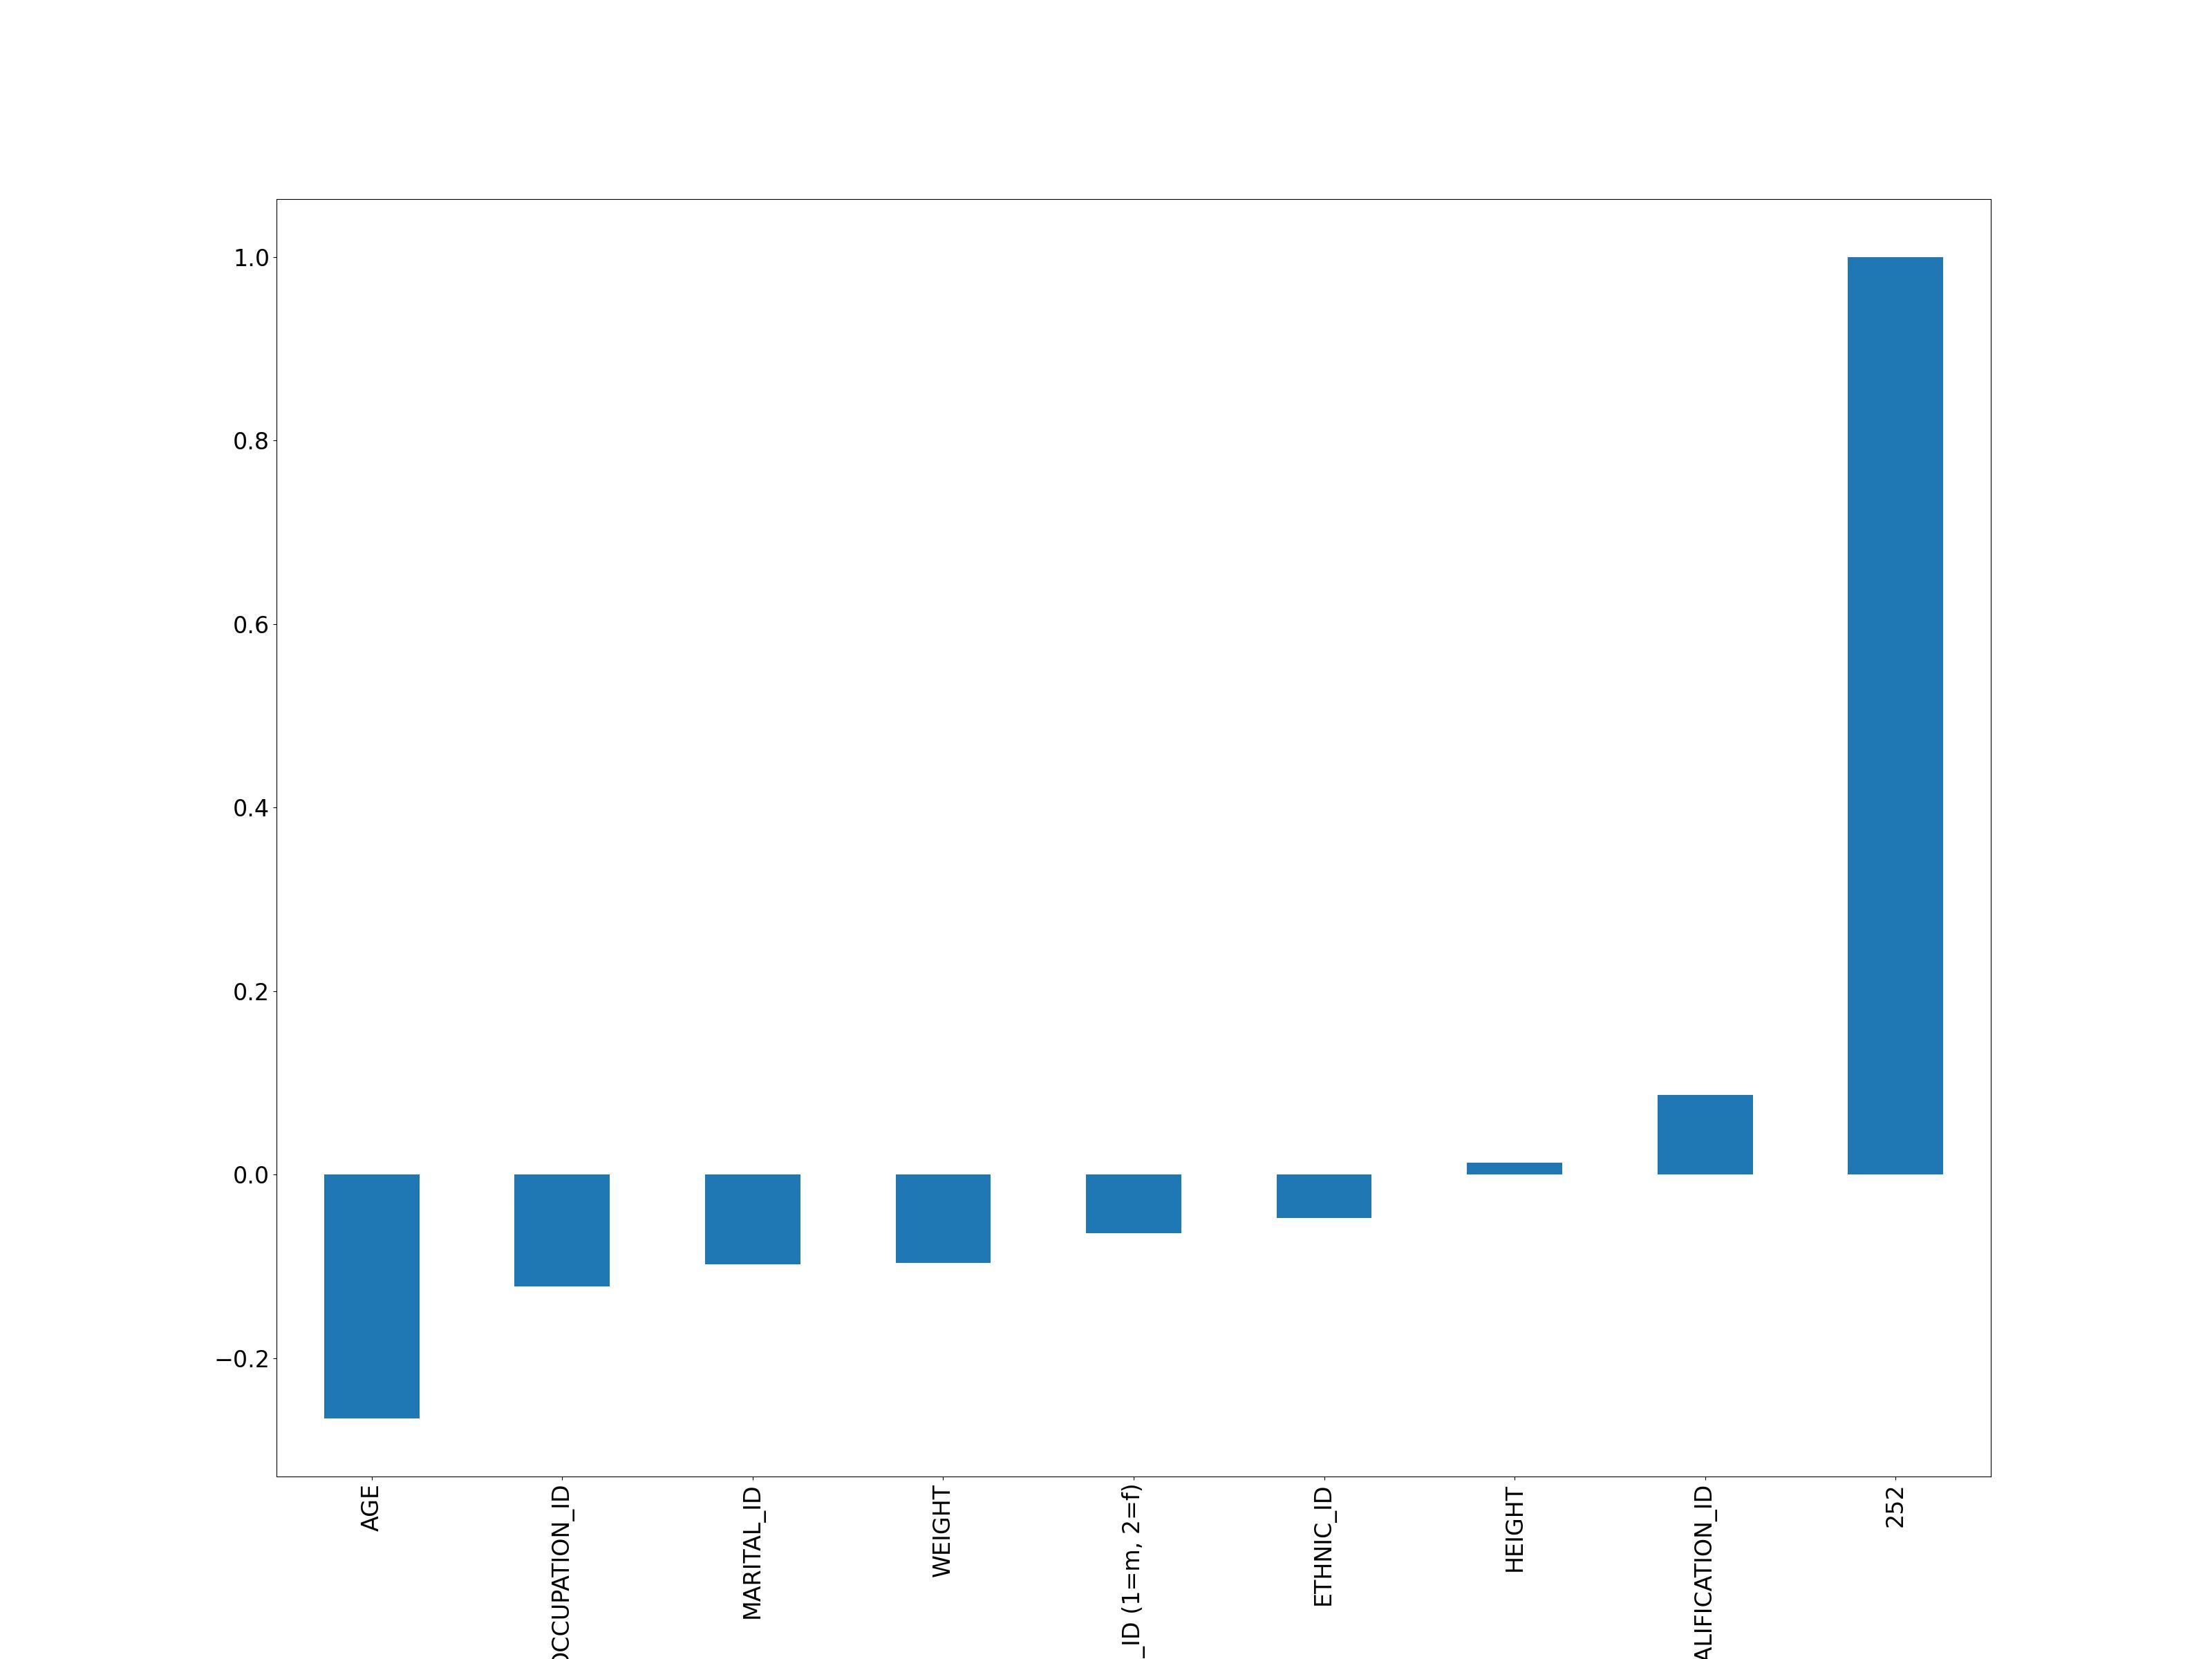 1.0
0.8
0.6
0.4
0.2
0.0
−0.2
AGE
OCCUPATION_ID
MARITAL_ID
WEIGHT
_ID (1=m, 2=f)
ETHNIC_ID
HEIGHT
ALIFICATION_ID
252